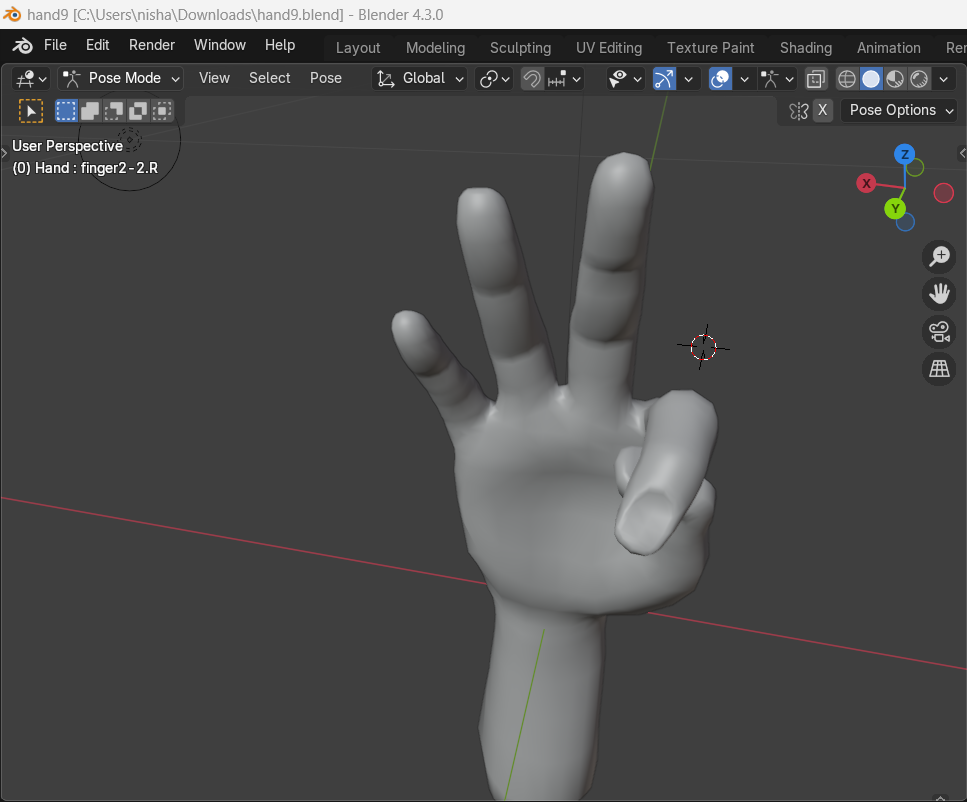 hand9 [C:\Users\nisha\Downloads\hand9.blend] - Blender 4.3.0
File Edit Render Window Help Layout Modeling Sculpting UV Editing Texture Paint Shading Animation Ren
Pose Mode View Select Pose Global
X Pose Options
User Perspective
(0) Hand : finger2-2.R
Z
X
Y